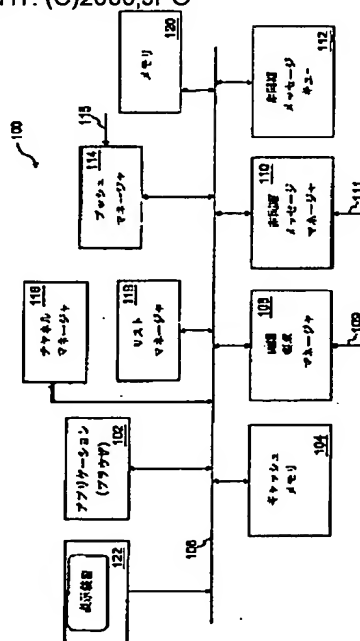 (C)2000,JPO
100
表示装置
122
アプリケーション
(ブラウザ)
102
チャネル
マネージャ
リスト
マネージャ
プッシュ
マネージャ
114
115
メモリ
120
106
キャッシュ
メモリ
104
同期
要求
マネージャ
108
109
非同期
メッセージ
マネージャ
110
111
非同期
メッセージ
キュー
112